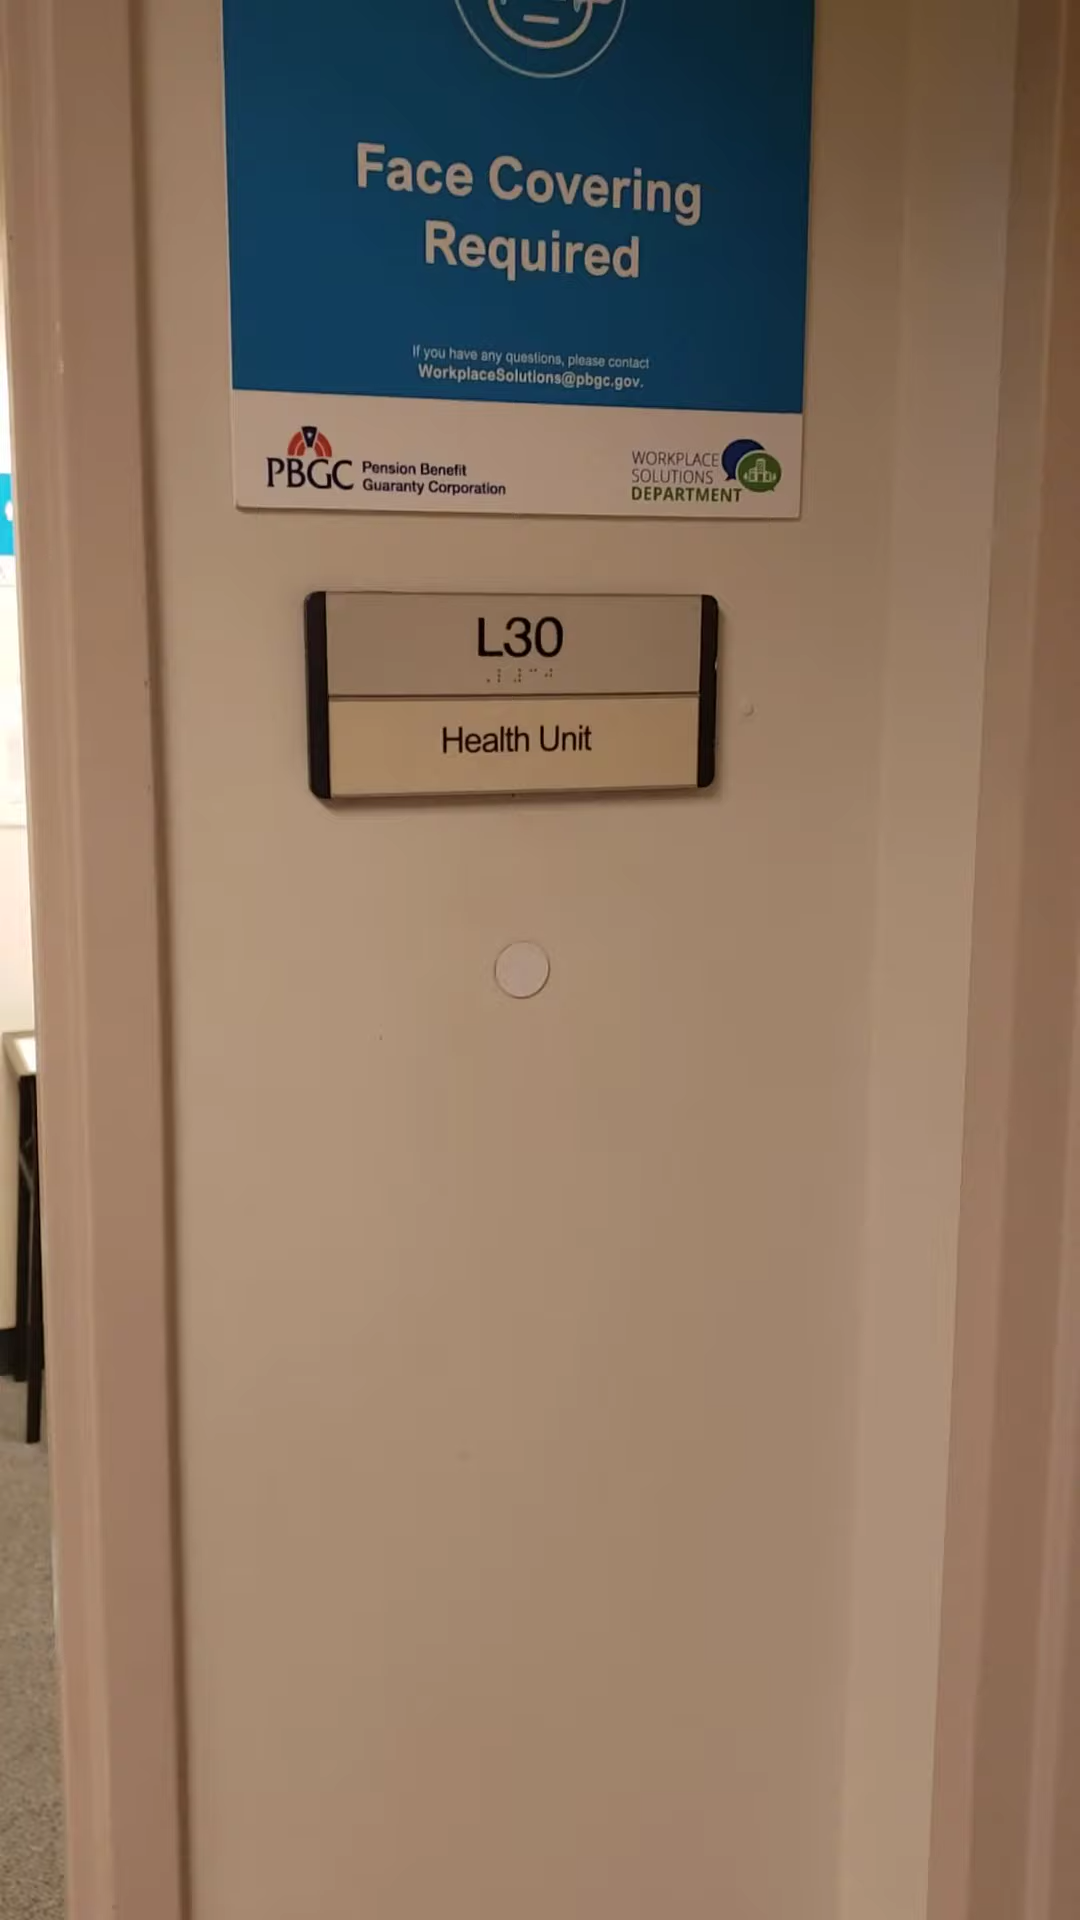 Face Covering
Required
If you have any questions, please contact
WorkplaceSolutions@pbgc.gov.
PBGC Pension Benefit
Guaranty Corporation
WORKPLACE
SOLUTIONS
DEPARTMENT
L30
Health Unit